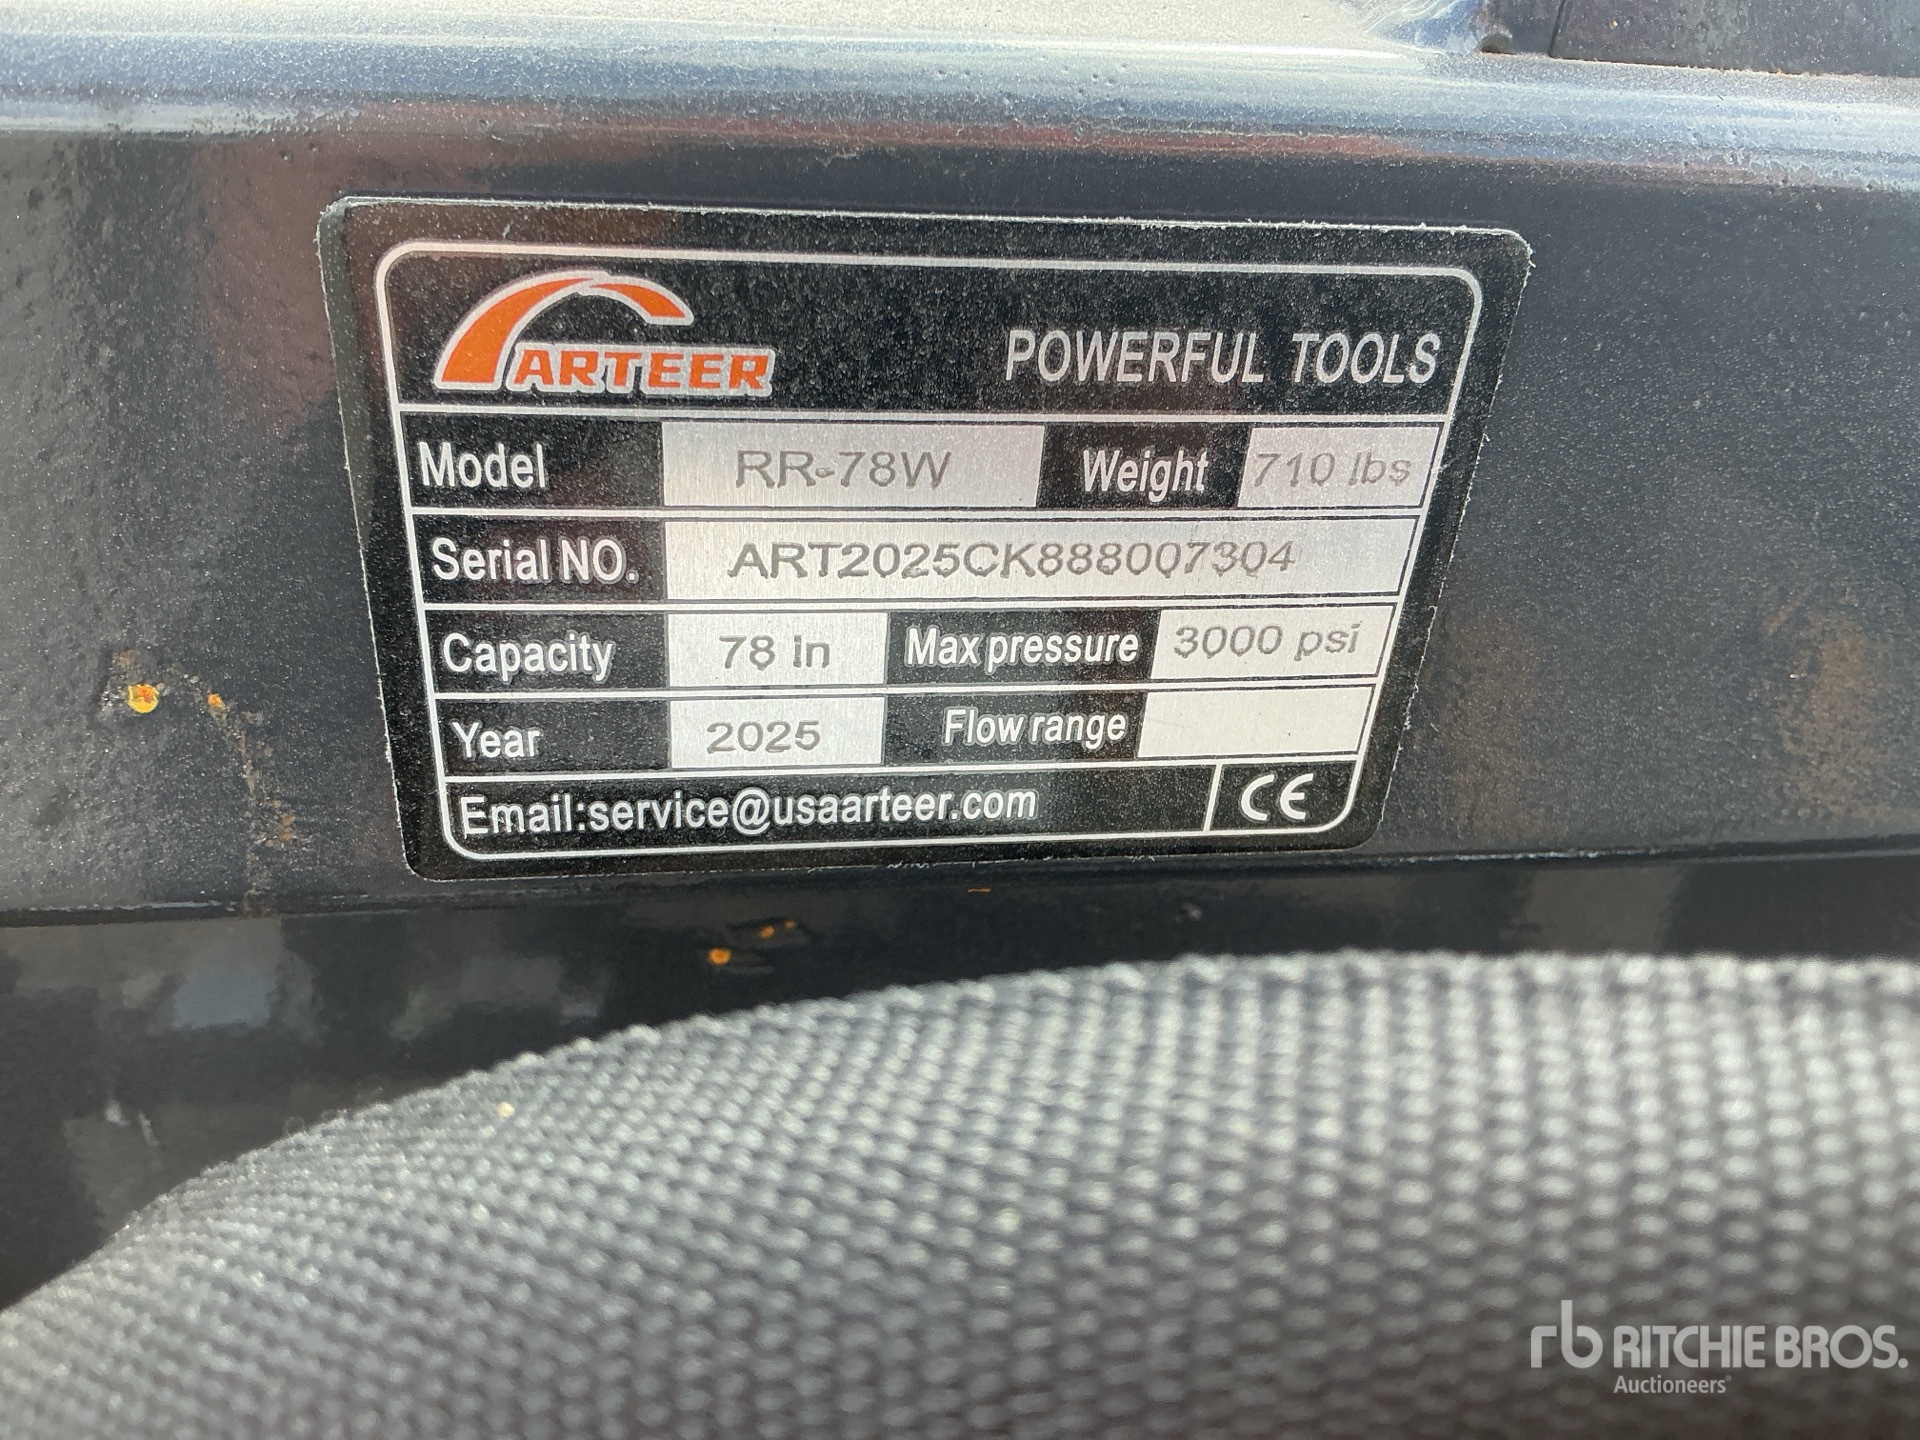 ARTEER POWERFUL TOOLS
Model RR-78W Weight 710 lbs
Serial NO. ART2025CK888007304
Capacity 78 in Max pressure 3000 psi
Year 2025 Flow range
Email:service@usaarteer.com CE
rb RITCHIE BROS.
Auctioneers